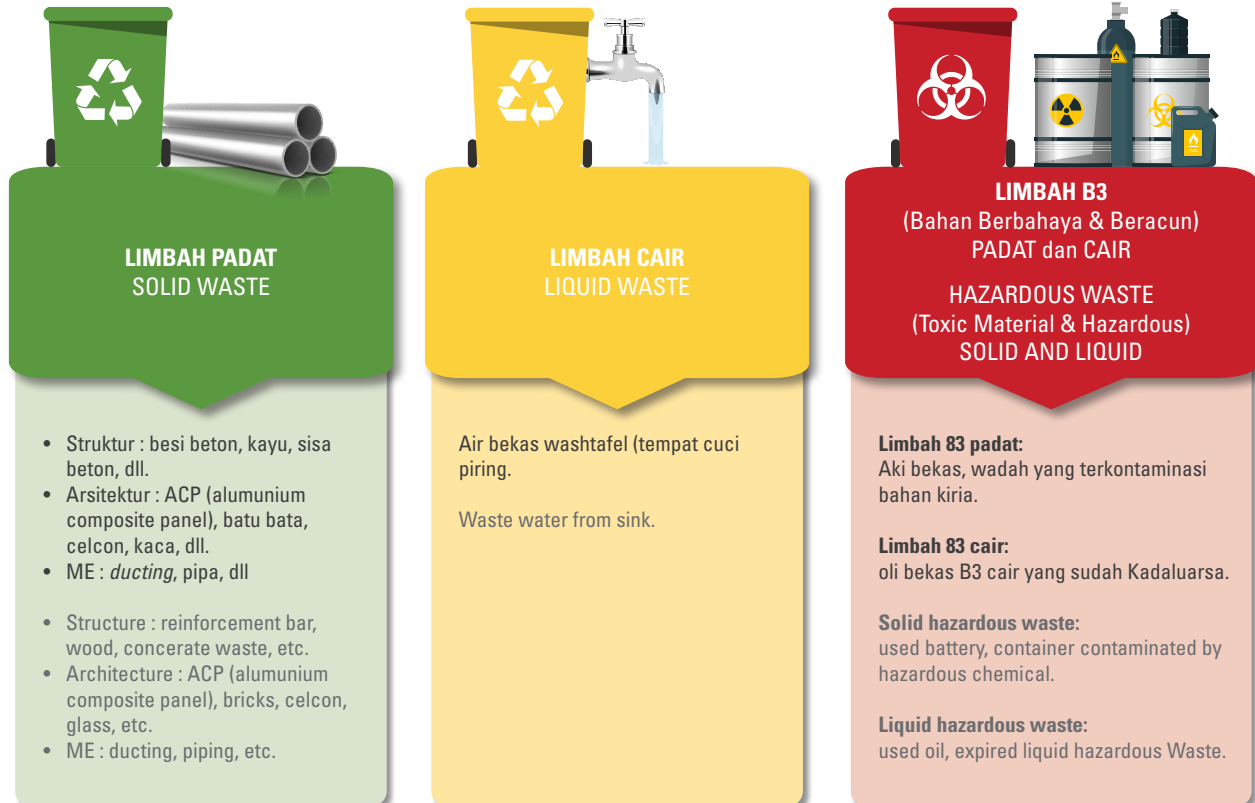 LIMBAH PADAT
SOLID WASTE
• Struktur : besi beton, kayu, sisa
beton, dll.
• Arsitektur : ACP (alumunium
composite panel), batu bata,
celcon, kaca, dll.
• ME : ducting, pipa, dll
• Structure : reinforcement bar,
wood, concerate waste, etc.
• Architecture : ACP (alumunium
composite panel), bricks, celcon,
glass, etc.
• ME : ducting, piping, etc.
LIMBAH CAIR
LIQUID WASTE
Air bekas washtafel (tempat cuci
piring.
Waste water from sink.
LIMBAH B3
(Bahan Berbahaya & Beracun)
PADAT dan CAIR
HAZARDOUS WASTE
(Toxic Material & Hazardous)
SOLID AND LIQUID
Limbah 83 padat:
Aki bekas, wadah yang terkontaminasi
bahan kiria.
Limbah 83 cair:
oli bekas B3 cair yang sudah Kadaluarsa.
Solid hazardous waste:
used battery, container contaminated by
hazardous chemical.
Liquid hazardous waste:
used oil, expired liquid hazardous Waste.